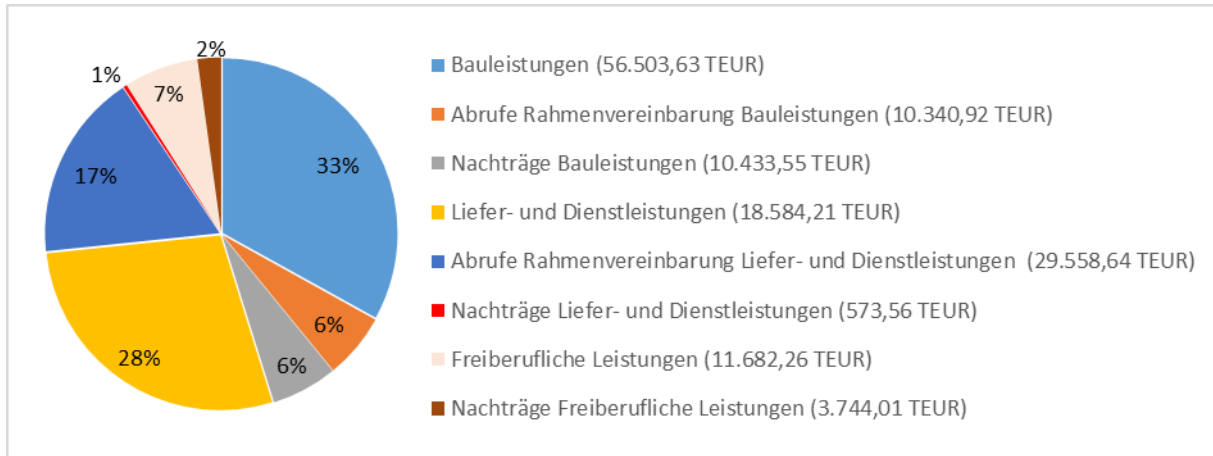 2%
1%
7%
17%
33%
6%
6%
28%
Bauleistungen (56.503,63 TEUR)
Abrufe Rahmenvereinbarung Bauleistungen (10.340,92 TEUR)
Nachträge Bauleistungen (10.433,55 TEUR)
Liefer- und Dienstleistungen (18.584,21 TEUR)
Abrufe Rahmenvereinbarung Liefer- und Dienstleistungen (29.558,64 TEUR)
Nachträge Liefer- und Dienstleistungen (573,56 TEUR)
Freiberufliche Leistungen (11.682,26 TEUR)
Nachträge Freiberufliche Leistungen (3.744,01 TEUR)